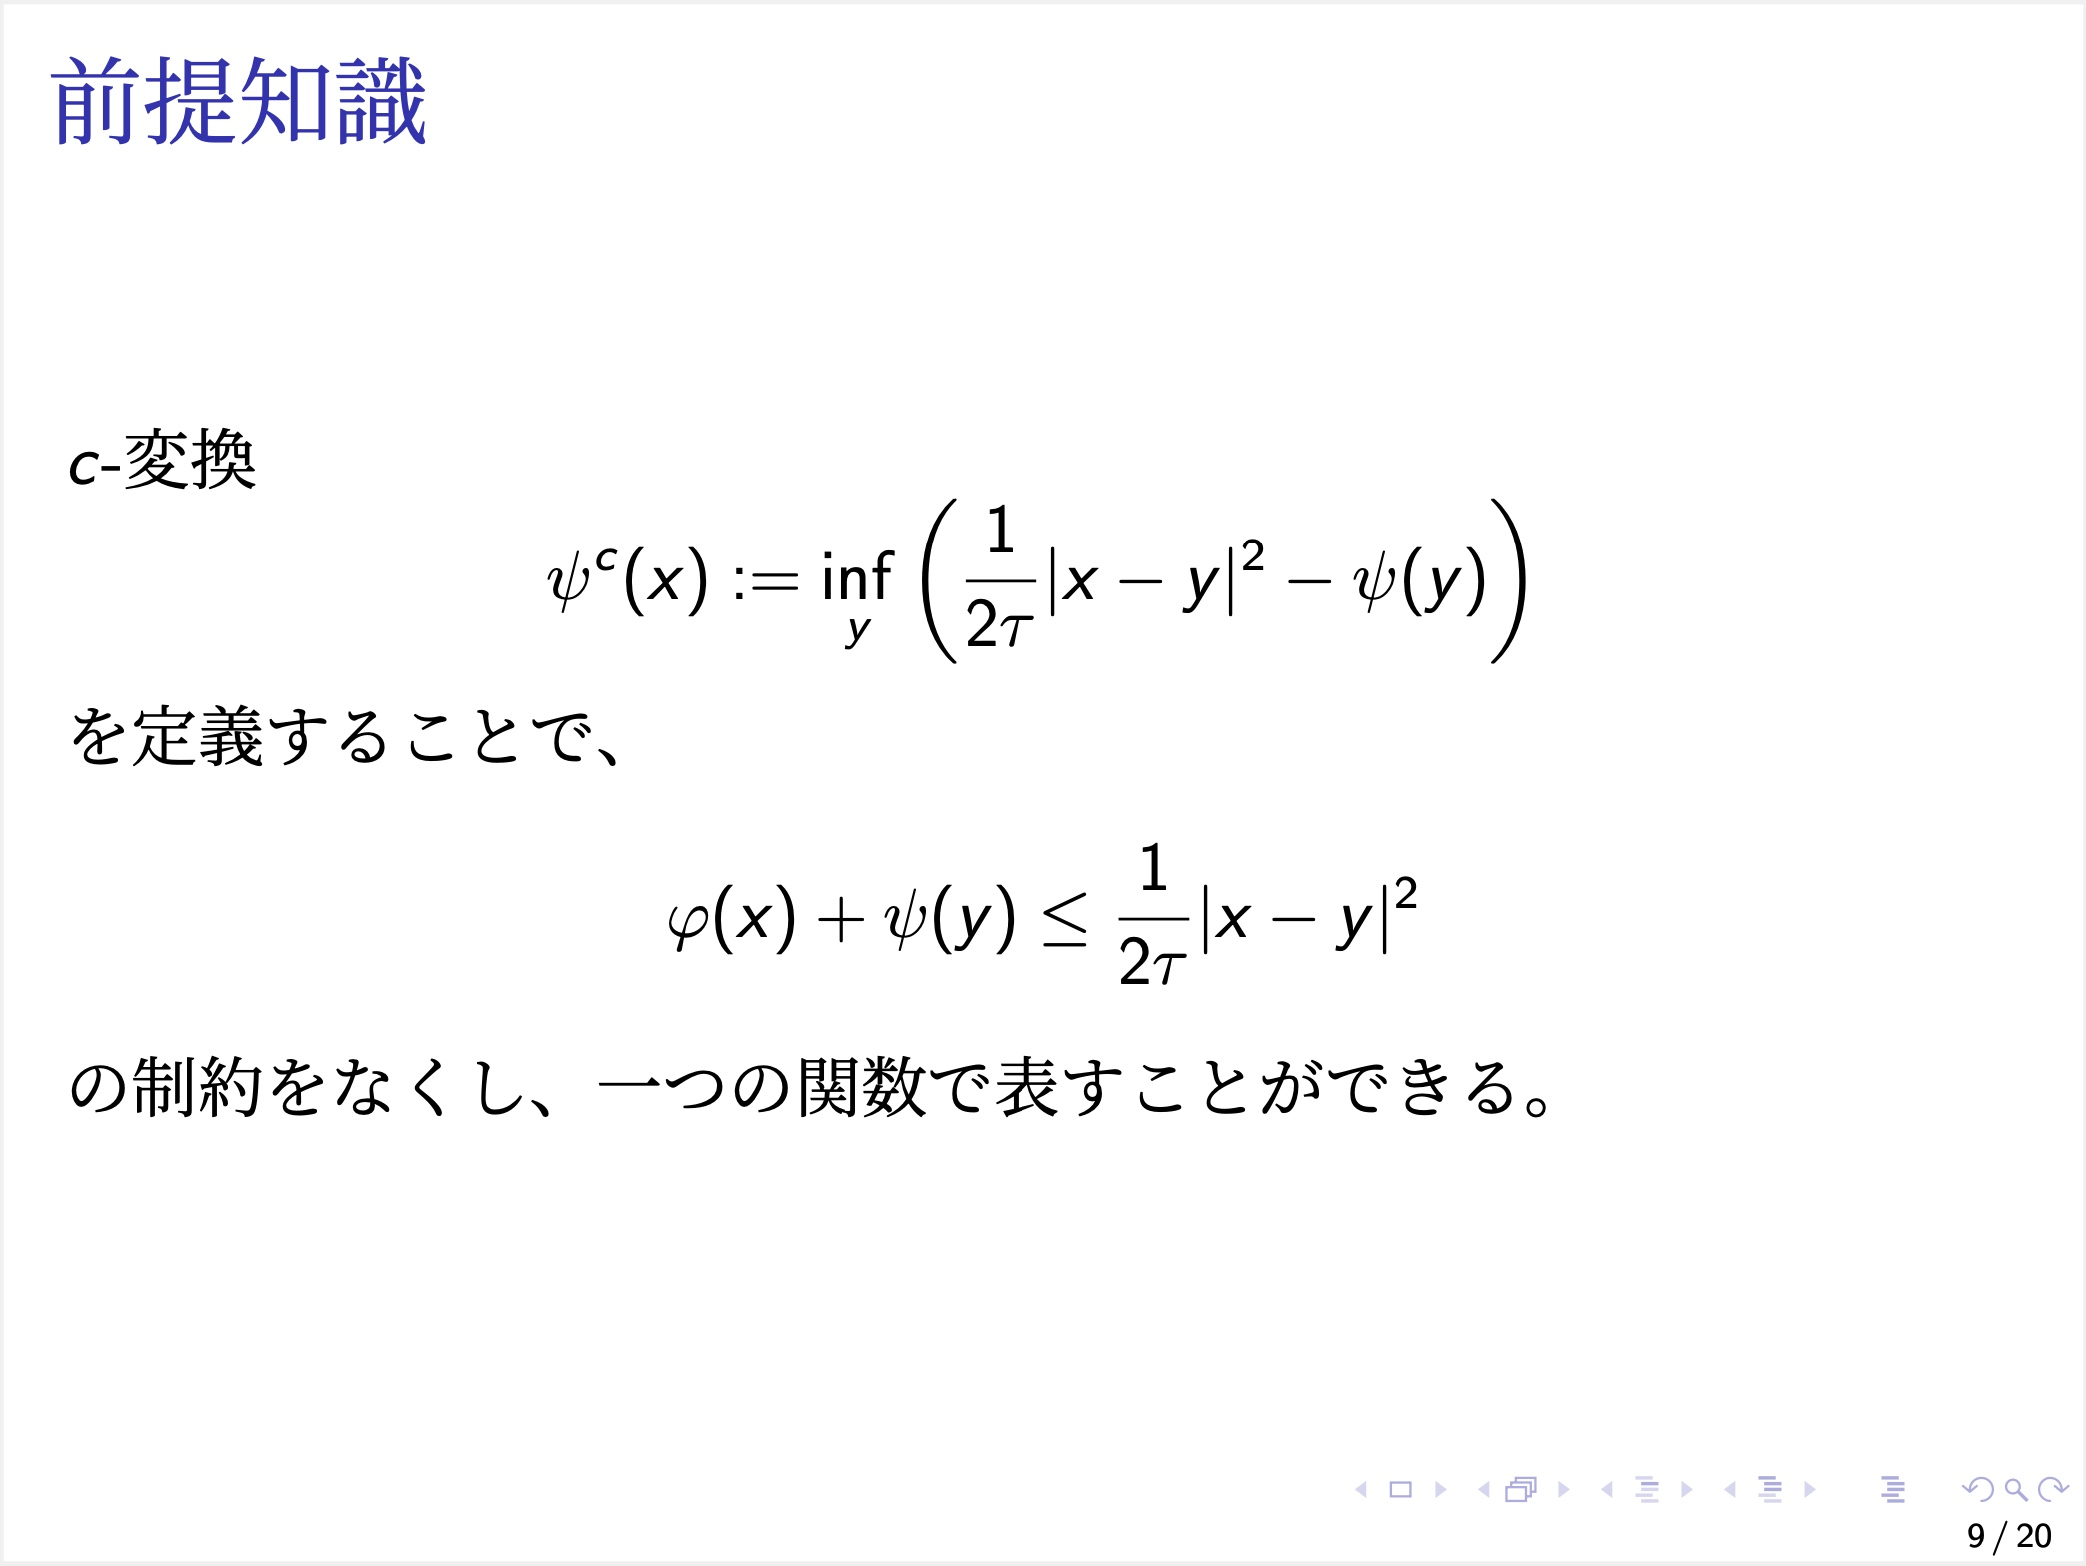 前提知識
c-変換
ψ^c(x) := inf_y ( \frac{1}{2τ}|x − y|^2 − ψ(y) )
を定義することで、
φ(x) + ψ(y) ≤ \frac{1}{2τ}|x − y|^2
の制約をなくし、一つの関数で表すことができる。
9 / 20